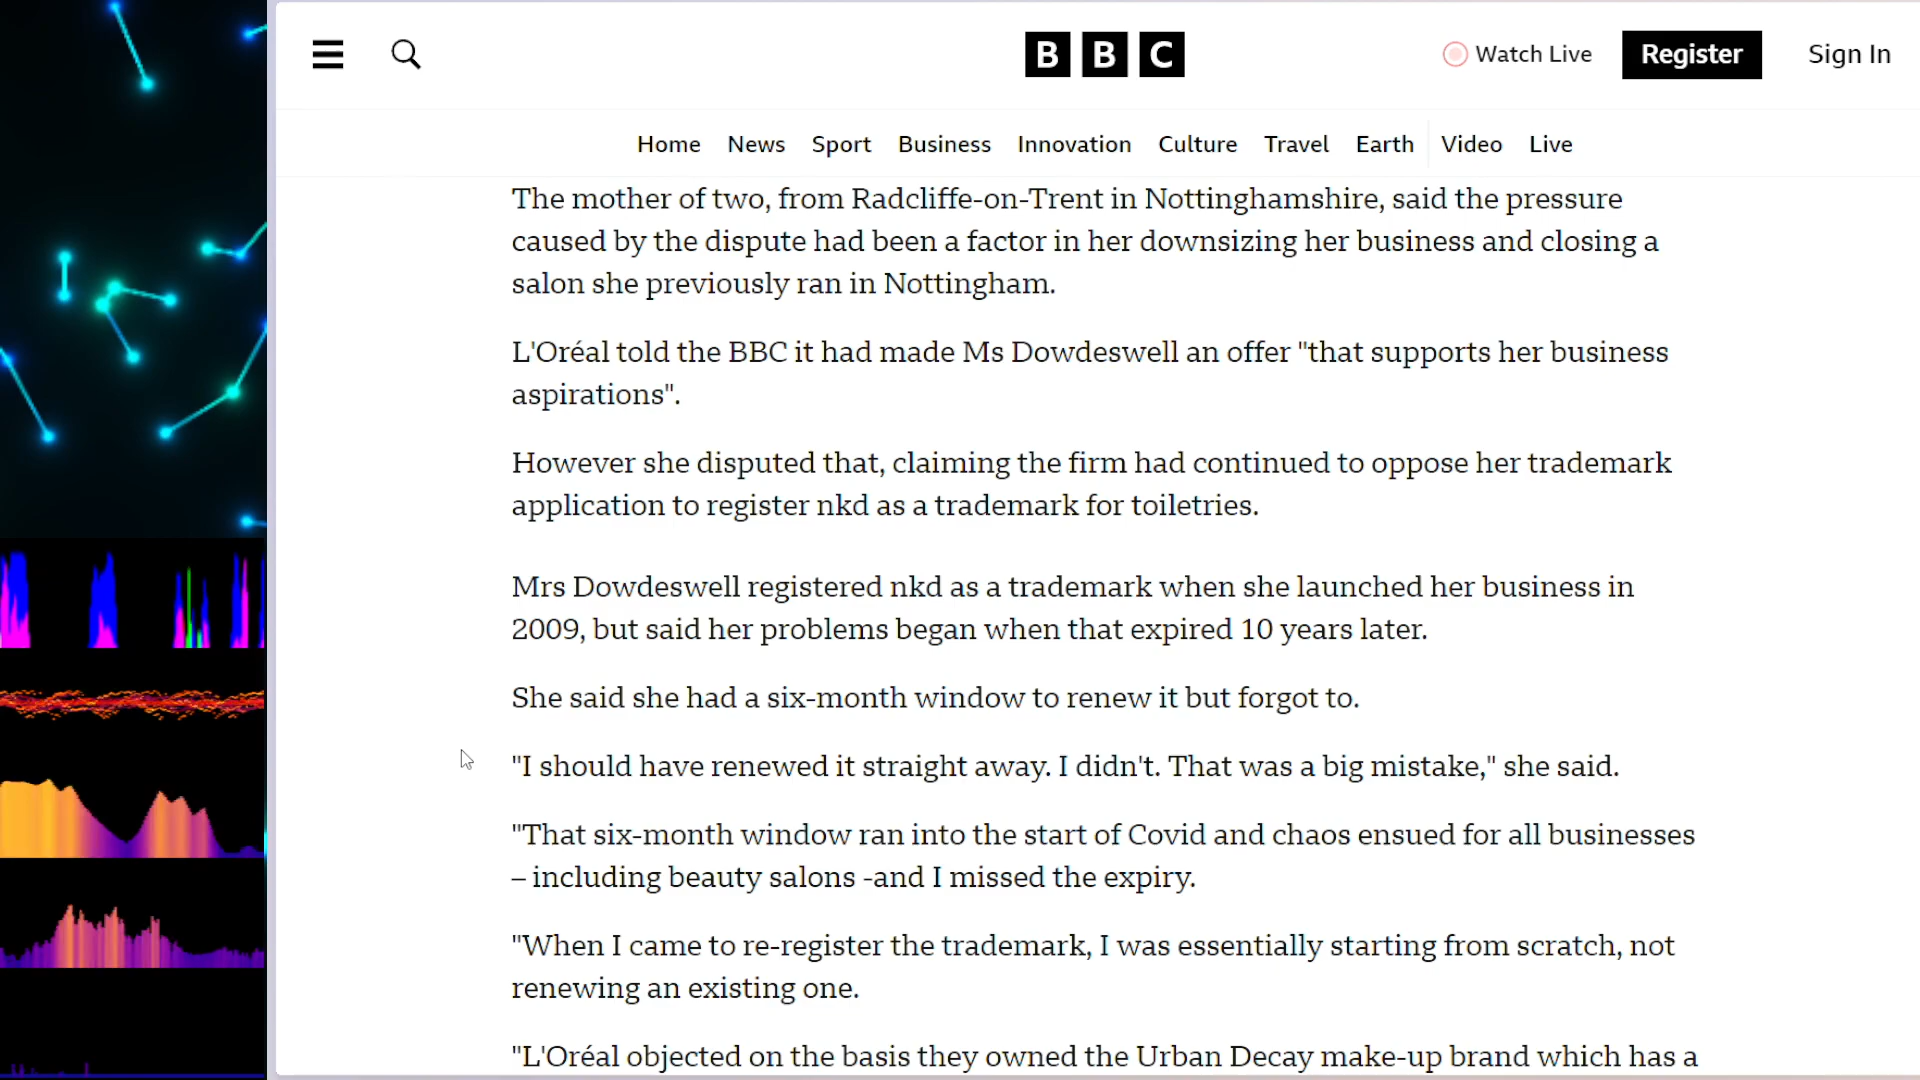 BBC
Watch Live
Register
Sign In
Home News Sport Business Innovation Culture Travel Earth Video Live
The mother of two, from Radcliffe-on-Trent in Nottinghamshire, said the pressure
caused by the dispute had been a factor in her downsizing her business and closing a
salon she previously ran in Nottingham.
L'Oréal told the BBC it had made Ms Dowdeswell an offer "that supports her business
aspirations".
However she disputed that, claiming the firm had continued to oppose her trademark
application to register nkd as a trademark for toiletries.
Mrs Dowdeswell registered nkd as a trademark when she launched her business in
2009, but said her problems began when that expired 10 years later.
She said she had a six-month window to renew it but forgot to.
"I should have renewed it straight away. I didn't. That was a big mistake," she said.
"That six-month window ran into the start of Covid and chaos ensued for all businesses
– including beauty salons -and I missed the expiry.
"When I came to re-register the trademark, I was essentially starting from scratch, not
renewing an existing one.
"L'Oréal objected on the basis they owned the Urban Decay make-up brand which has a